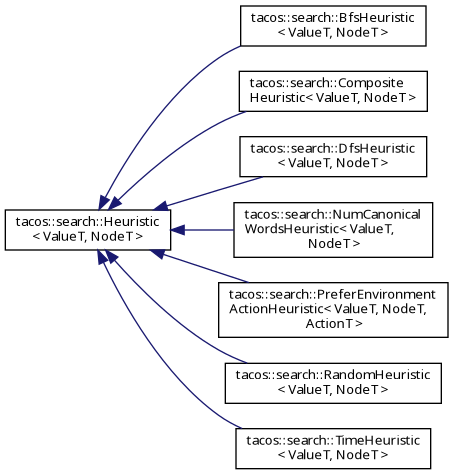 tacos::search::BfsHeuristic
< ValueT, NodeT >
tacos::search::Composite
Heuristic< ValueT, NodeT >
tacos::search::DfsHeuristic
< ValueT, NodeT >
tacos::search::Heuristic
< ValueT, NodeT >
tacos::search::NumCanonical
WordsHeuristic< ValueT,
NodeT >
tacos::search::PreferEnvironment
ActionHeuristic< ValueT, NodeT,
ActionT >
tacos::search::RandomHeuristic
< ValueT, NodeT >
tacos::search::TimeHeuristic
< ValueT, NodeT >